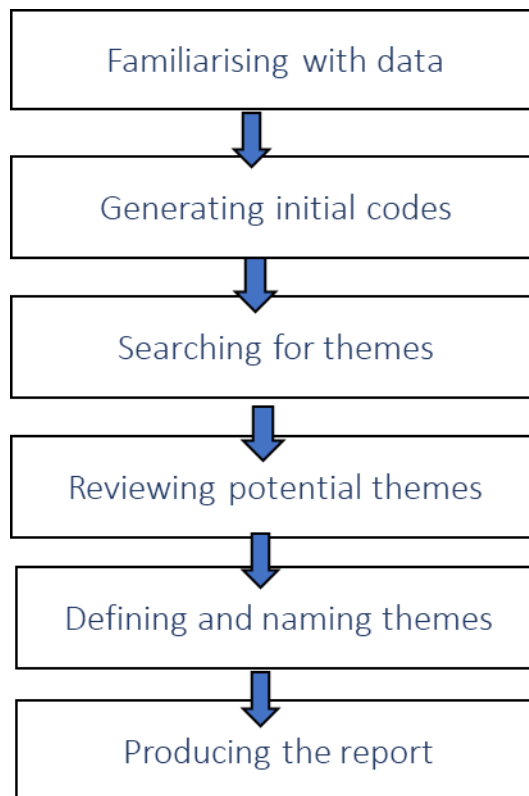 Familiarising with data
Generating initial codes
Searching for themes
Reviewing potential themes
Defining and naming themes
Producing the report